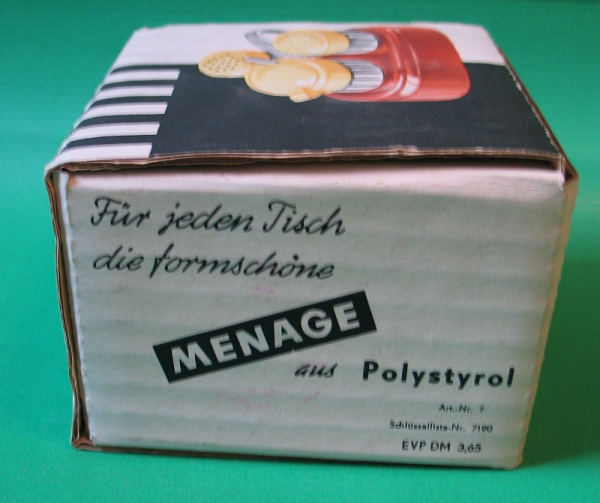 Für jeden Tisch
die formschöne
MENAGE
aus Polystyrol
Art.-Nr. 7
Schlüsselliste-Nr. 7190
EVP DM 3,65